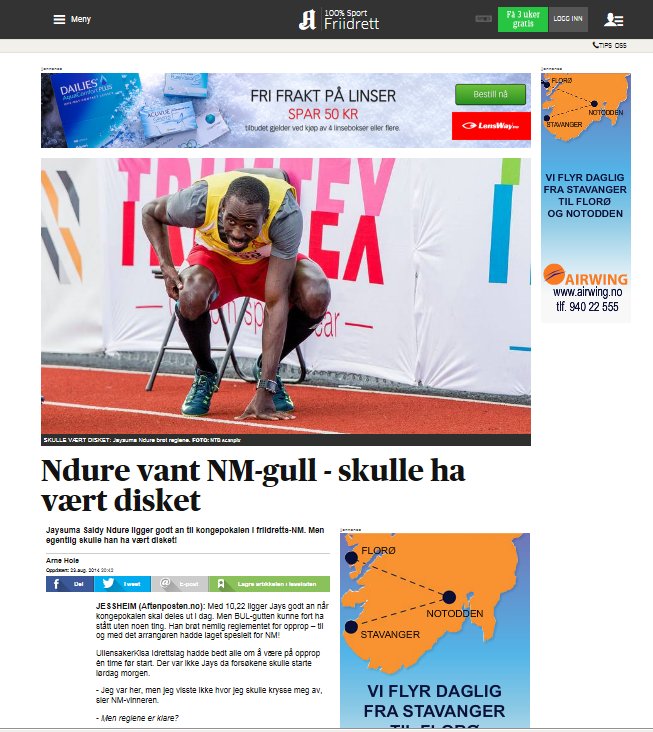 Meny
100% Sport
Friidrett
Få 3 uker
gratis
LOGG INN
TIPS OSS
annonse
annonse
DAILIES
AquaComfort PLUS
ACUVUE
FRI FRAKT PÅ LINSER
SPAR 50 KR
tilbudet gjelder ved kjøp av 4 linsebokser eller flere.
Bestill nå
LensWay.com
FLORØ
NOTODDEN
STAVANGER
VI FLYR DAGLIG
FRA STAVANGER
TIL FLORØ
OG NOTODDEN
AIRWING
www.airwing.no
tlf. 940 22 555
TRIMTEX
SKULLE VÆRT DISKET: Jaysuma Ndure brøt reglene. FOTO: NTB scanpix
Ndure vant NM-gull - skulle ha
vært disket
Jaysuma Saidy Ndure ligger godt an til kongepokalen i friidretts-NM. Men
egentlig skulle han ha vært disket!
Arne Hole
Oppdatert: 23.aug. 2014 20:42
Del
Tweet
E-post
Lagre artikkelen i leselisten
JESSHEIM (Aftenposten.no): Med 10,22 ligger Jays godt an når
kongepokalen skal deles ut i dag. Men BUL-gutten kunne fort ha
stått uten noen ting. Han brøt nemlig reglementet for opprop – til
og med det arrangøren hadde laget spesielt for NM!
UllensakerKisa Idrettslag hadde bedt alle om å være på opprop
én time før start. Der var ikke Jays da forsøkene skulle starte
lørdag morgen.
- Jeg var her, men jeg visste ikke hvor jeg skulle krysse meg av,
sier NM-vinneren.
- Men reglene er klare?
annonse
FLORØ
NOTODDEN
STAVANGER
VI FLYR DAGLIG
FRA STAVANGER
TIL FLORØ